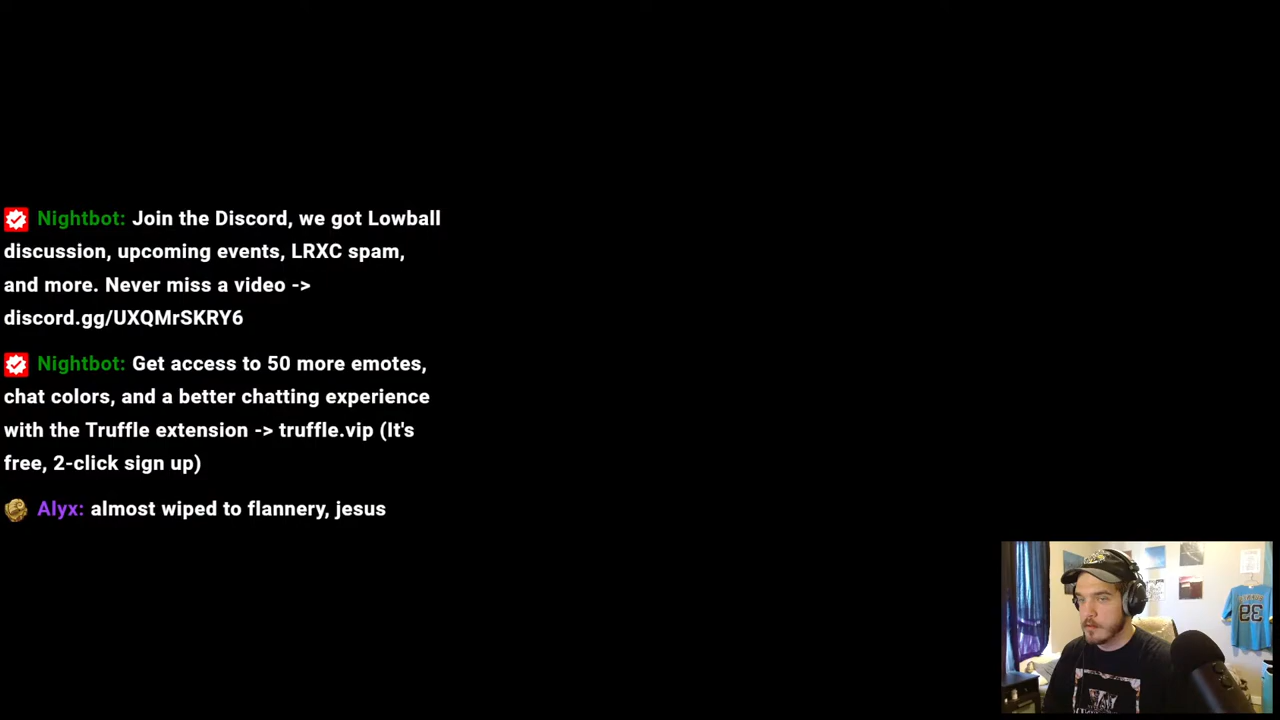 Nightbot: Join the Discord, we got Lowball
discussion, upcoming events, LRXC spam,
and more. Never miss a video ->
discord.gg/UXQMrSKRY6
Nightbot: Get access to 50 more emotes,
chat colors, and a better chatting experience
with the Truffle extension -> truffle.vip (It's
free, 2-click sign up)
Alyx: almost wiped to flannery, jesus